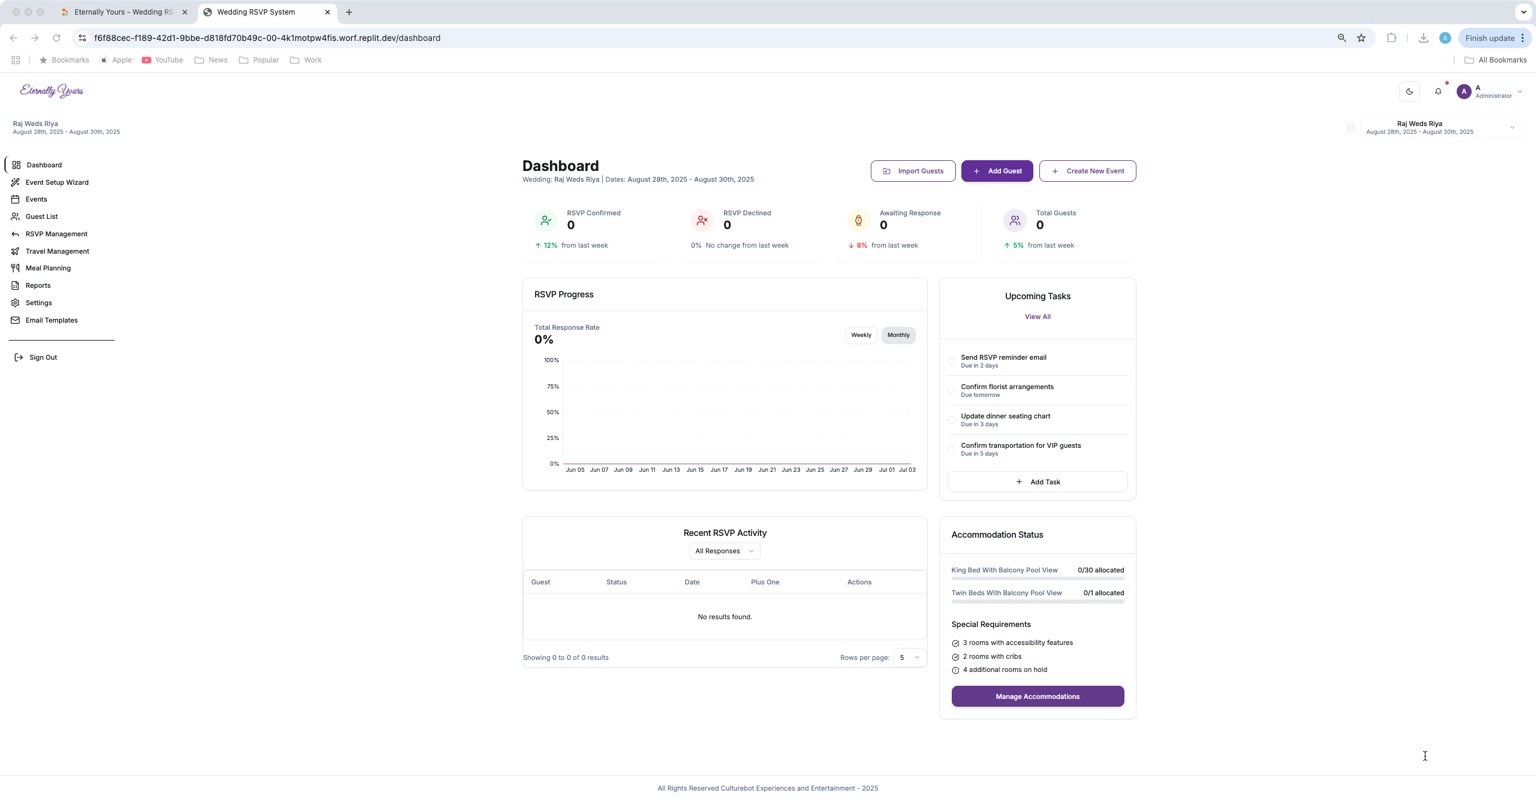 Eternally Yours - Wedding RS
Wedding RSVP System
f6f88cec-f189-42d1-9bbe-d818fd70b49c-00-4k1motpw4fis.worf.replit.dev/dashboard
A
Finish update
Bookmarks
Apple
YouTube
News
Popular
Work
All Bookmarks
Eternally Yours
A
A
Administrator
Raj Weds Riya
August 28th, 2025 - August 30th, 2025
Raj Weds Riya
August 28th, 2025 - August 30th, 2025
Dashboard
Event Setup Wizard
Events
Guest List
RSVP Management
Travel Management
Meal Planning
Reports
Settings
Email Templates
Sign Out
Dashboard
Wedding: Raj Weds Riya | Dates: August 28th, 2025 - August 30th, 2025
Import Guests
Add Guest
Create New Event
RSVP Confirmed
0
12% from last week
RSVP Declined
0
0% No change from last week
Awaiting Response
0
8% from last week
Total Guests
0
5% from last week
RSVP Progress
Total Response Rate
0%
Weekly
Monthly
100%
75%
50%
25%
0%
Jun 05 Jun 07 Jun 09 Jun 11 Jun 13 Jun 15 Jun 17 Jun 19 Jun 21 Jun 23 Jun 25 Jun 27 Jun 29 Jul 01 Jul 03
Upcoming Tasks
View All
Send RSVP reminder email
Due in 2 days
Confirm florist arrangements
Due tomorrow
Update dinner seating chart
Due in 3 days
Confirm transportation for VIP guests
Due in 5 days
Add Task
Recent RSVP Activity
All Responses
Guest Status Date Plus One Actions
No results found.
Showing 0 to 0 of 0 results
Rows per page: 5
Accommodation Status
King Bed With Balcony Pool View 0/30 allocated
Twin Beds With Balcony Pool View 0/1 allocated
Special Requirements
3 rooms with accessibility features
2 rooms with cribs
4 additional rooms on hold
Manage Accommodations
All Rights Reserved Culturebot Experiences and Entertainment - 2025